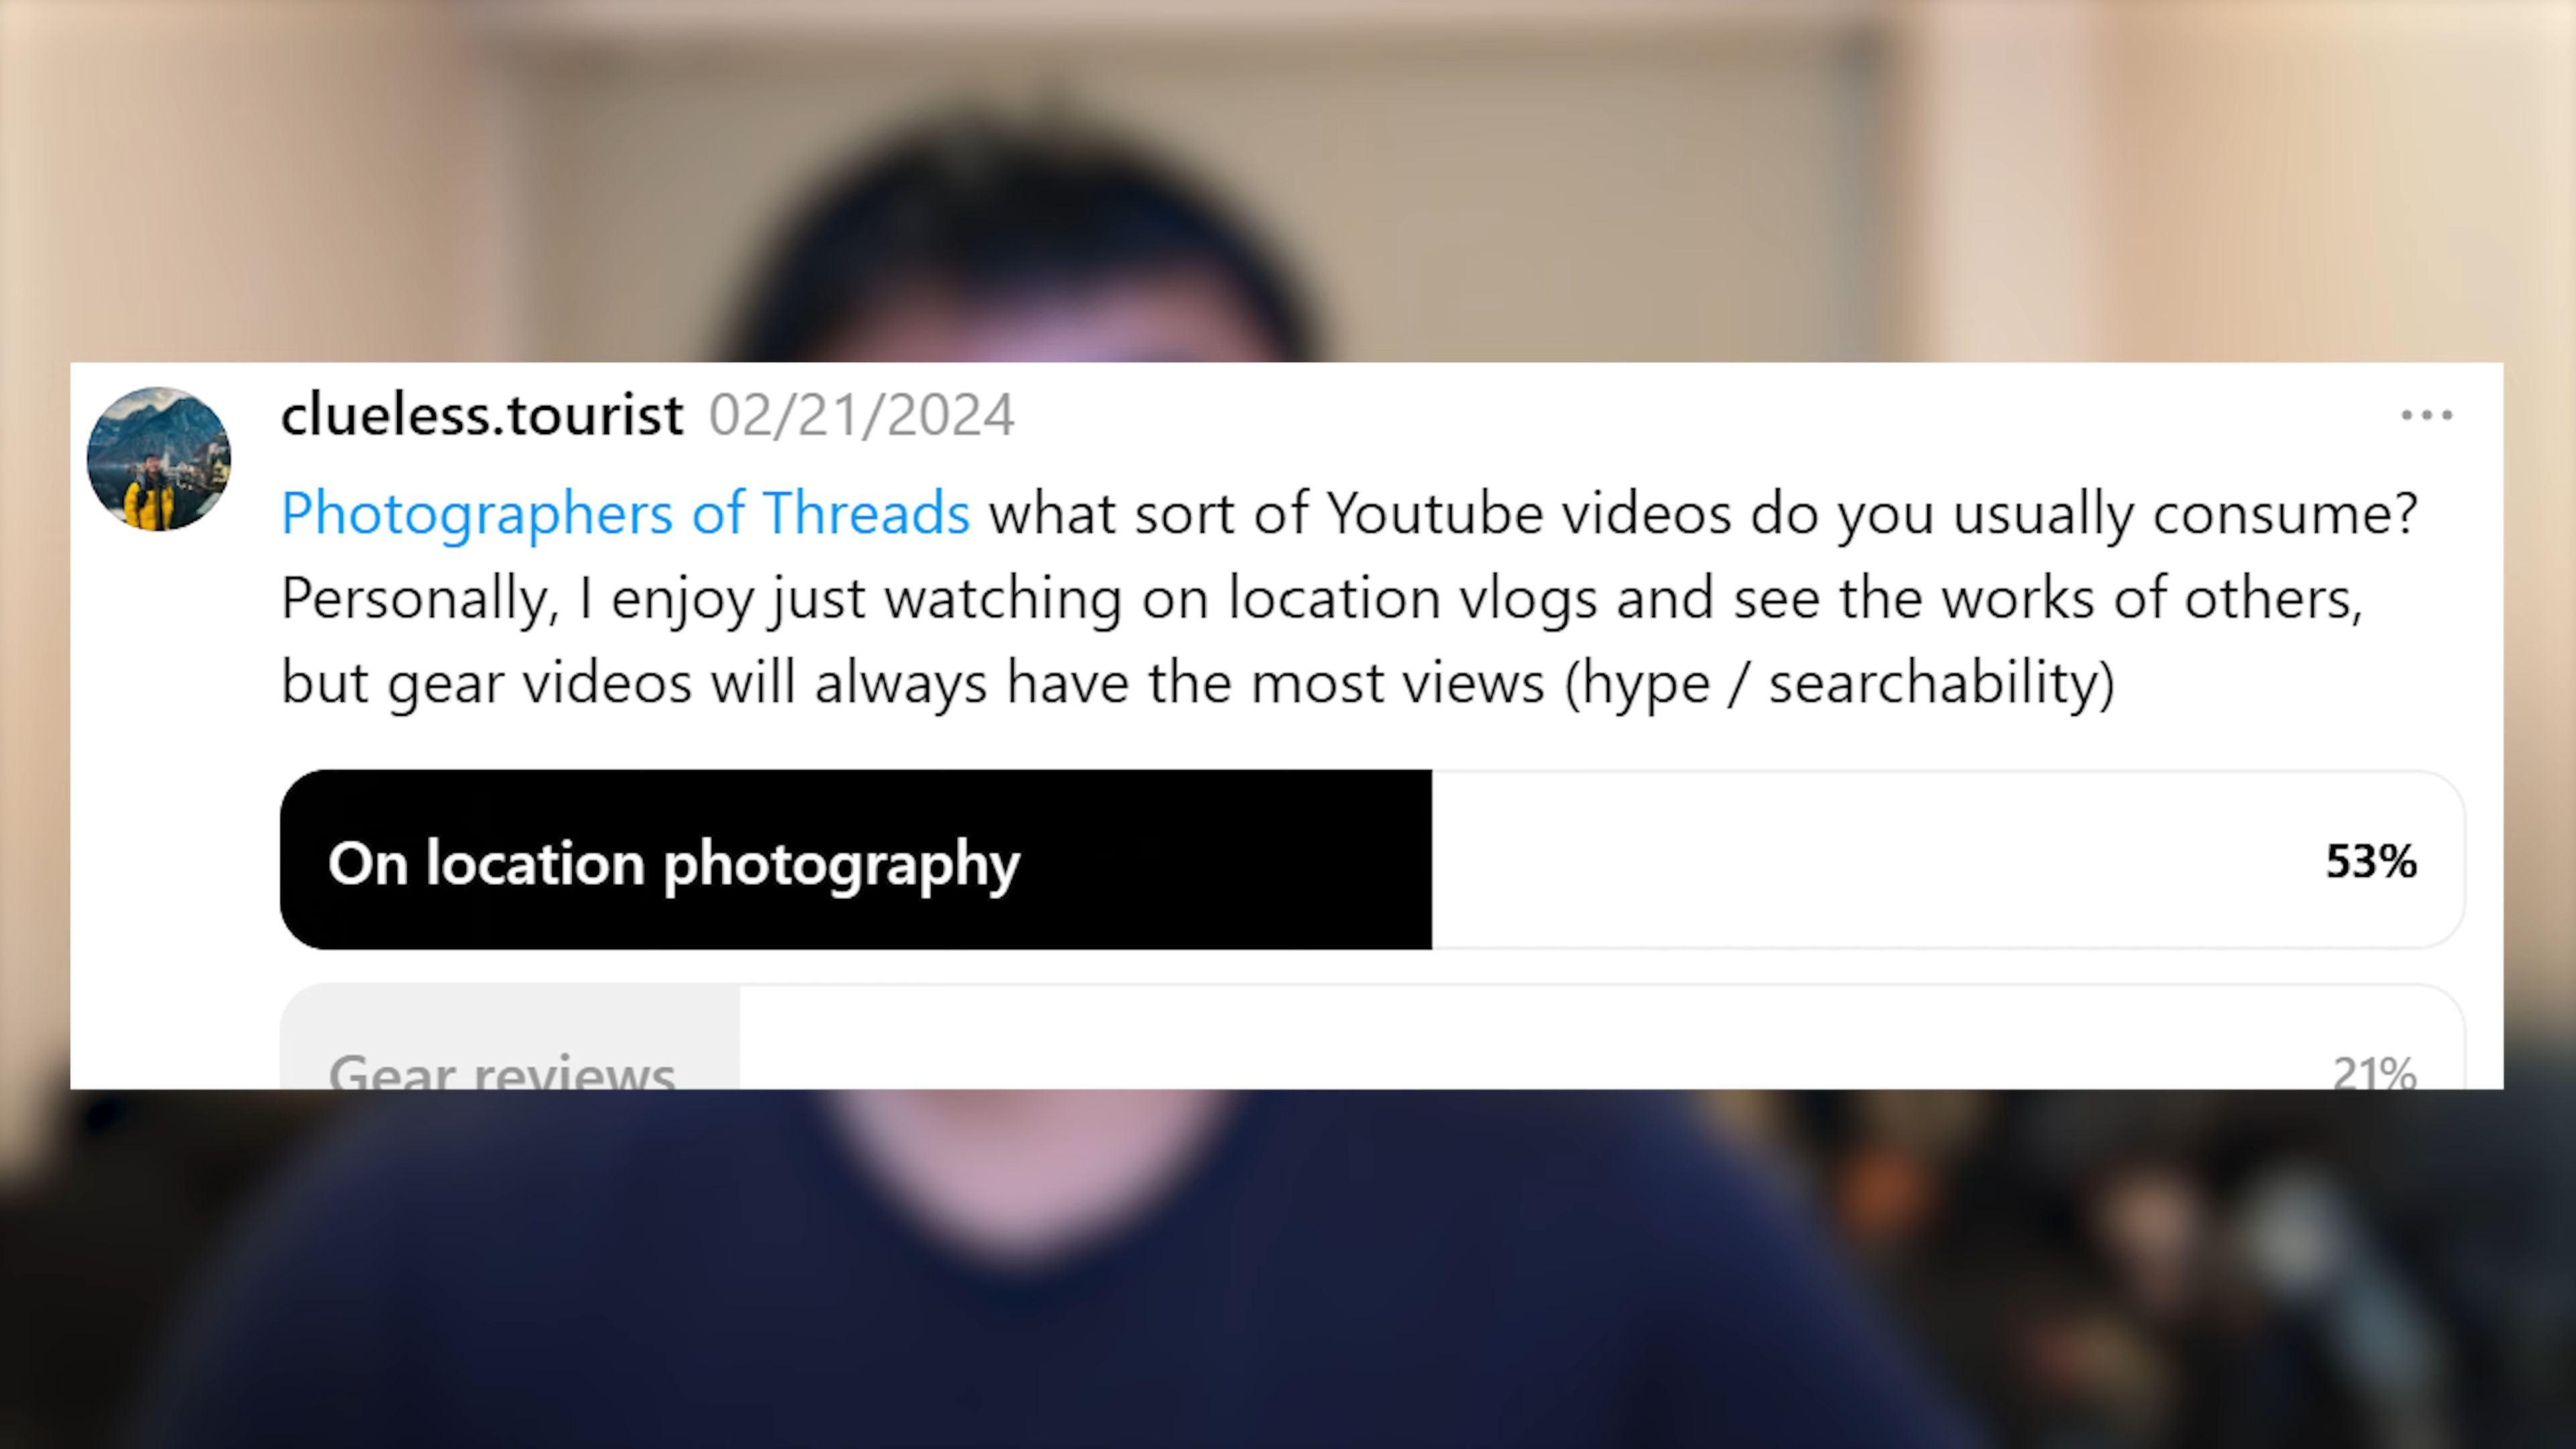 clueless.tourist 02/21/2024
Photographers of Threads what sort of Youtube videos do you usually consume?
Personally, I enjoy just watching on location vlogs and see the works of others,
but gear videos will always have the most views (hype / searchability)
On location photography 53%
Gear reviews 21%